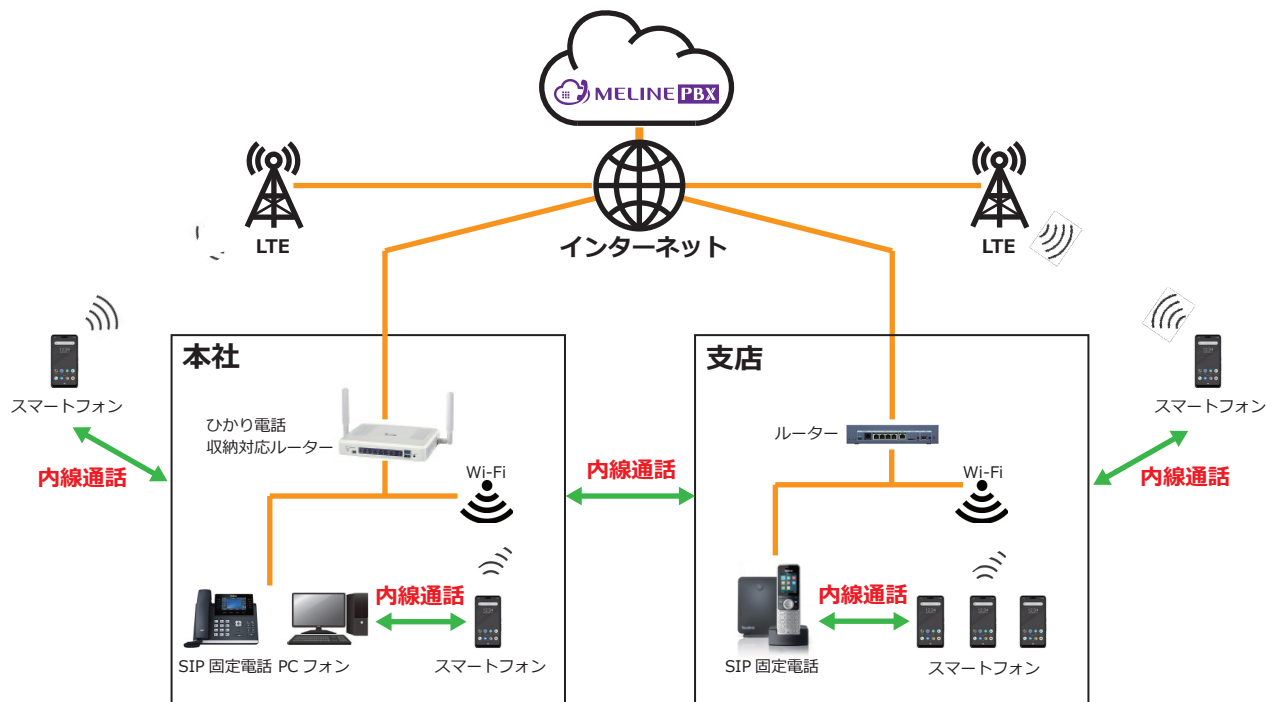 MELINE PBX
LTE
インターネット
LTE
本社
支店
スマートフォン
スマートフォン
ひかり電話
収納対応ルーター
ルーター
内線通話
内線通話
内線通話
Wi-Fi
Wi-Fi
内線通話
内線通話
SIP 固定電話
PC フォン
スマートフォン
SIP 固定電話
スマートフォン